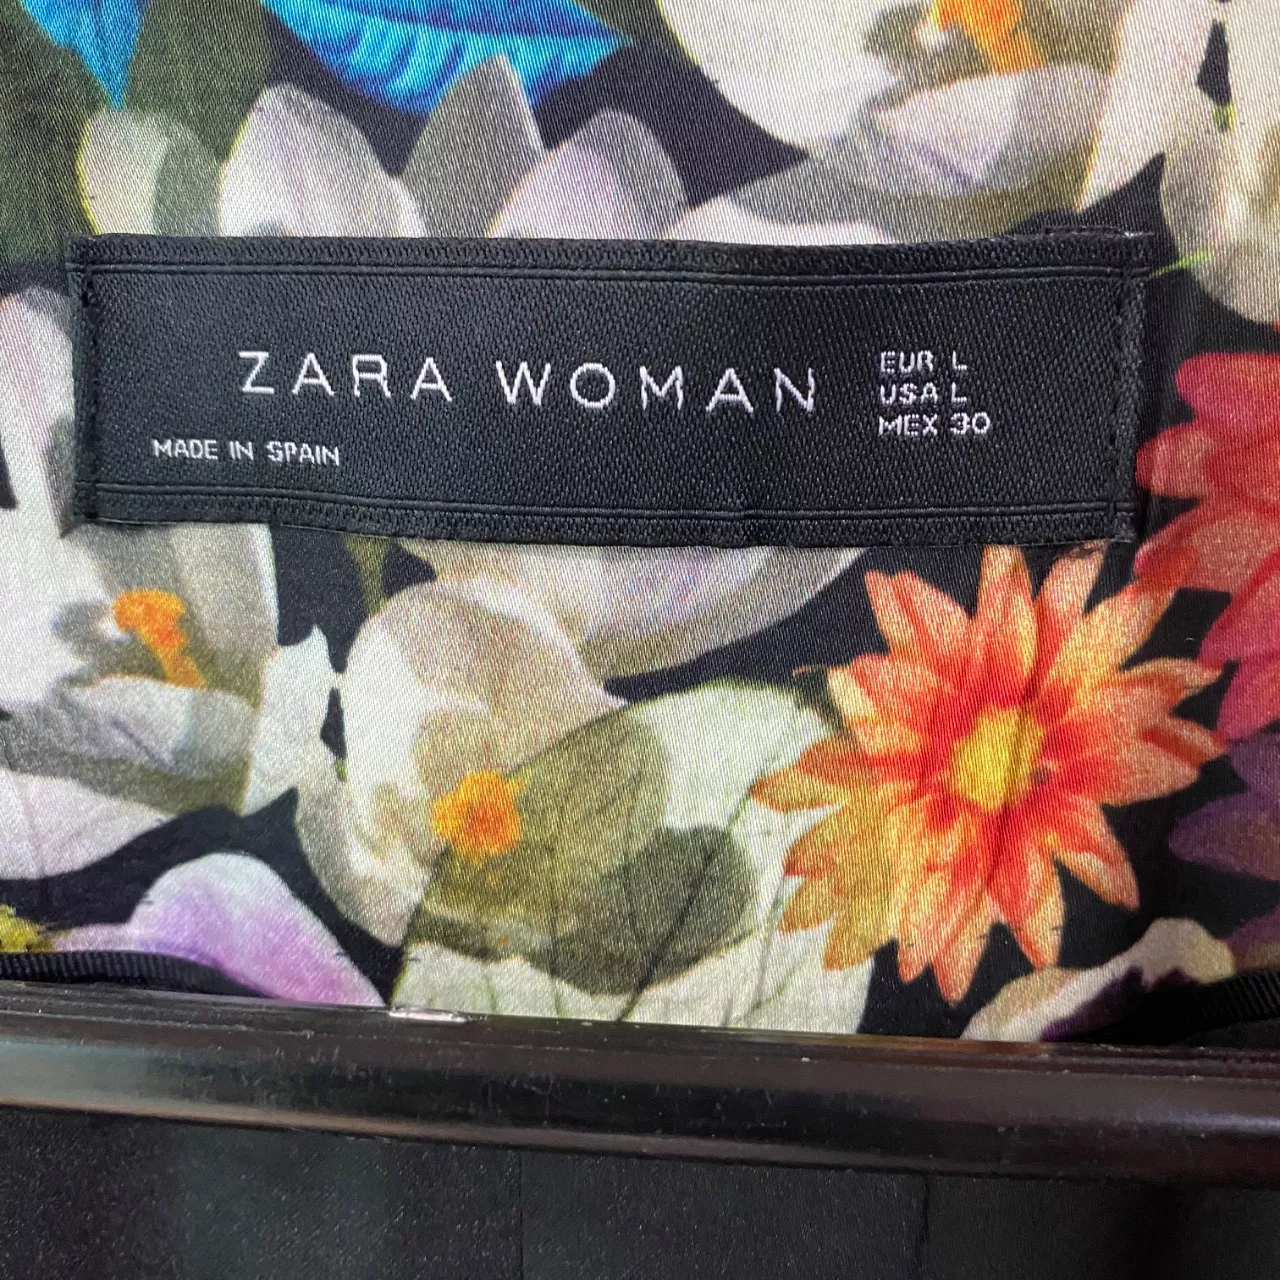 ZARA WOMAN
MADE IN SPAIN
EUR L
USA L
MEX 30